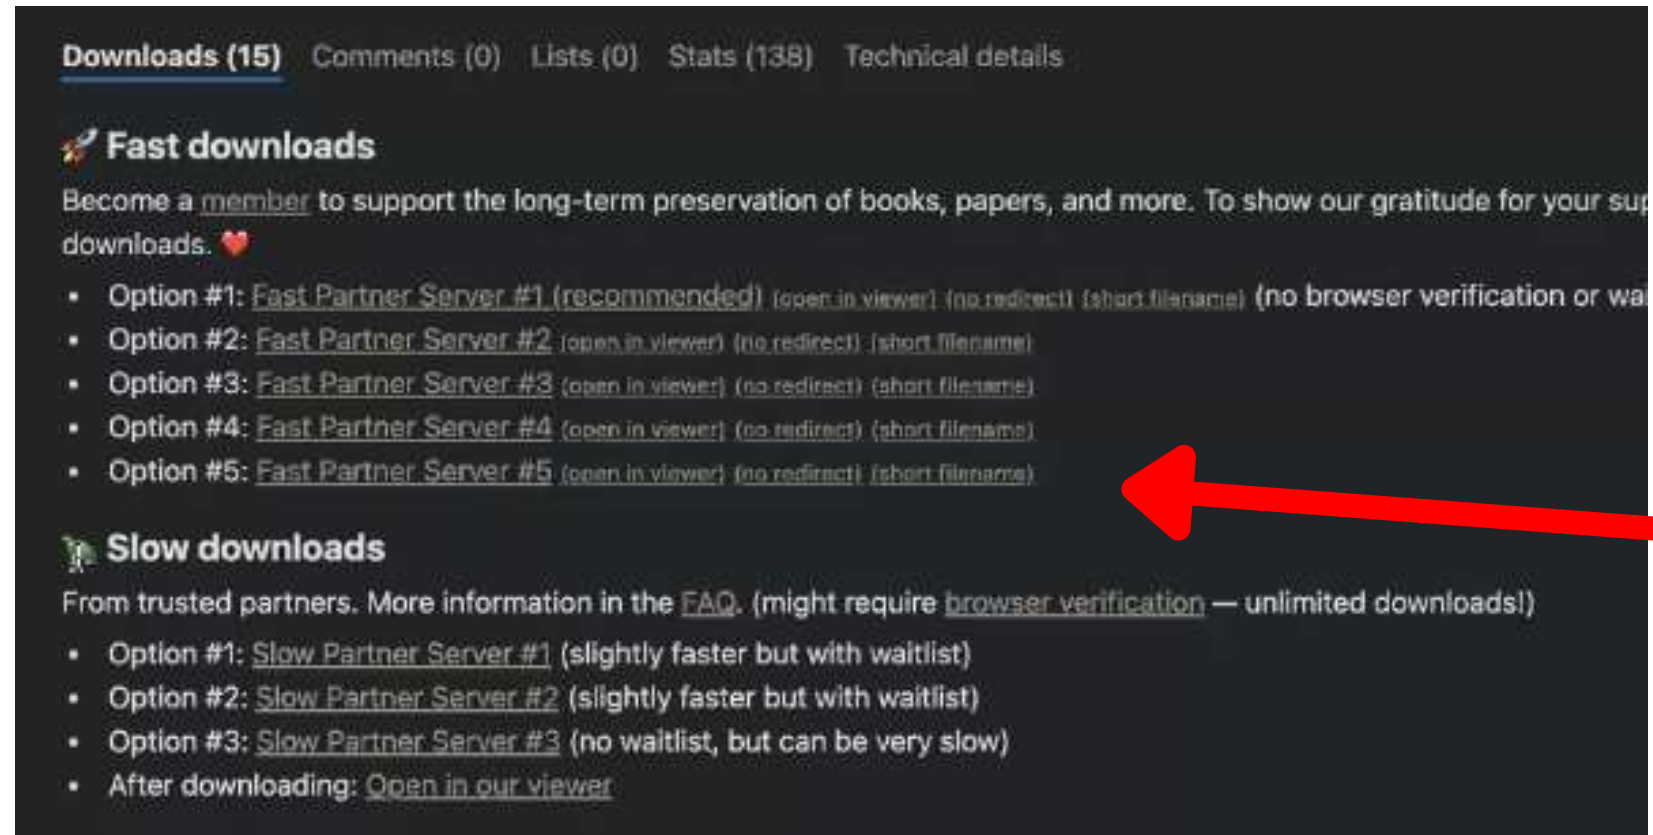 Downloads (15) Comments (0) Lists (0) Stats (138) Technical details
Fast downloads
Become a member to support the long-term preservation of books, papers, and more. To show our gratitude for your sup
downloads.
• Option #1: Fast Partner Server #1 (recommended) (open in viewer) (no redirect) (short filename) (no browser verification or wai
• Option #2: Fast Partner Server #2 (open in viewer) (no redirect) (short filename)
• Option #3: Fast Partner Server #3 (open in viewer) (no redirect) (short filename)
• Option #4: Fast Partner Server #4 (open in viewer) (no redirect) (short filename)
• Option #5: Fast Partner Server #5 (open in viewer) (no redirect) (short filename)
Slow downloads
From trusted partners. More information in the FAQ. (might require browser verification — unlimited downloads!)
• Option #1: Slow Partner Server #1 (slightly faster but with waitlist)
• Option #2: Slow Partner Server #2 (slightly faster but with waitlist)
• Option #3: Slow Partner Server #3 (no waitlist, but can be very slow)
• After downloading: Open in our viewer